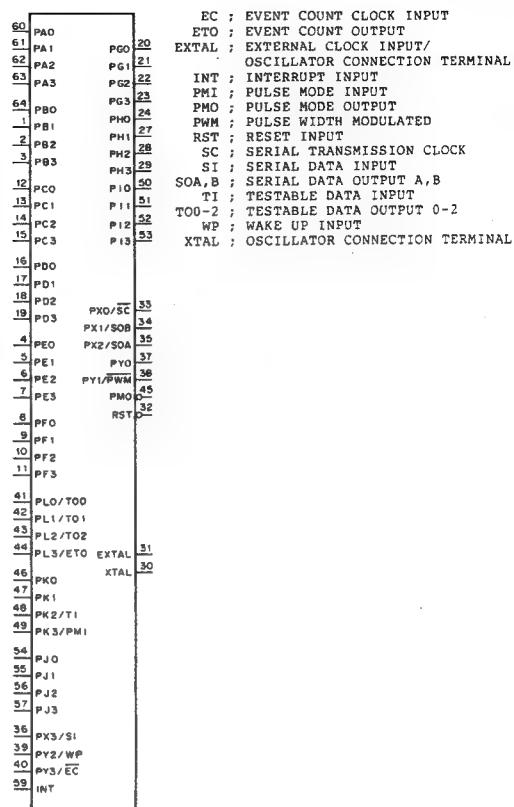 EC ; EVENT COUNT CLOCK INPUT
ETO ; EVENT COUNT OUTPUT
EXTAL ; EXTERNAL CLOCK INPUT/
OSCILLATOR CONNECTION TERMINAL
INT ; INTERRUPT INPUT
PMI ; PULSE MODE INPUT
PMO ; PULSE MODE OUTPUT
PWM ; PULSE WIDTH MODULATED
RST ; RESET INPUT
SC ; SERIAL TRANSMISSION CLOCK
SI ; SERIAL DATA INPUT
SOA,B ; SERIAL DATA OUTPUT A,B
TI ; TESTABLE DATA INPUT
TO0-2 ; TESTABLE DATA OUTPUT 0-2
WP ; WAKE UP INPUT
XTAL ; OSCILLATOR CONNECTION TERMINAL
60 PA0
61 PA1
62 PA2
63 PA3
64 PB0
1 PB1
2 PB2
3 PB3
12 PC0
13 PC1
14 PC2
15 PC3
16 PD0
17 PD1
18 PD2
19 PD3
4 PE0
5 PE1
6 PE2
7 PE3
8 PF0
9 PF1
10 PF2
11 PF3
41 PL0/TO0
42 PL1/TO1
43 PL2/TO2
44 PL3/ETO
46 PK0
47 PK1
48 PK2/TI
49 PK3/PMI
54 PJ0
55 PJ1
56 PJ2
57 PJ3
36 PX3/SI
39 PY2/WP
40 PY3/EC
59 INT
PG0 20
PG1 21
PG2 22
PG3 23
PH0 24
PH1 27
PH2 28
PH3 29
PI0 50
PI1 51
PI2 52
PI3 53
PX0/SC 33
PX1/SOB 34
PX2/SOA 35
PY0 37
PY1/PWM 38
PMO 45
RST 32
EXTAL 31
XTAL 30